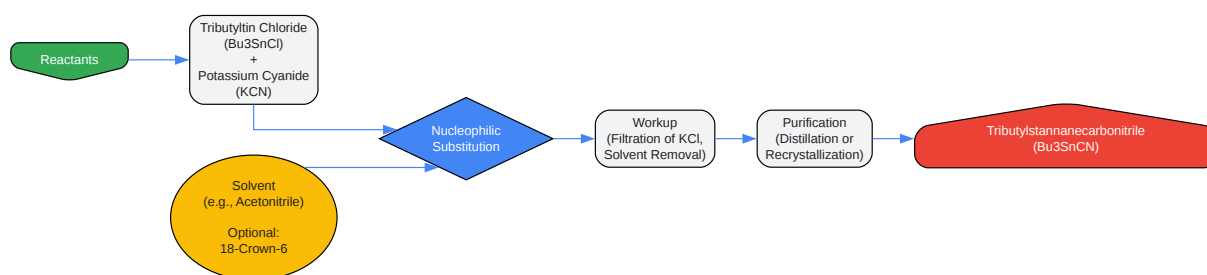 Reactants
Tributyltin Chloride
(Bu3SnCl)
+
Potassium Cyanide
(KCN)
Solvent
(e.g., Acetonitrile)
Optional:
18-Crown-6
Nucleophilic
Substitution
Workup
(Filtration of KCl,
Solvent Removal)
Purification
(Distillation or
Recrystallization)
Tributylstannanecarbonitrile
(Bu3SnCN)